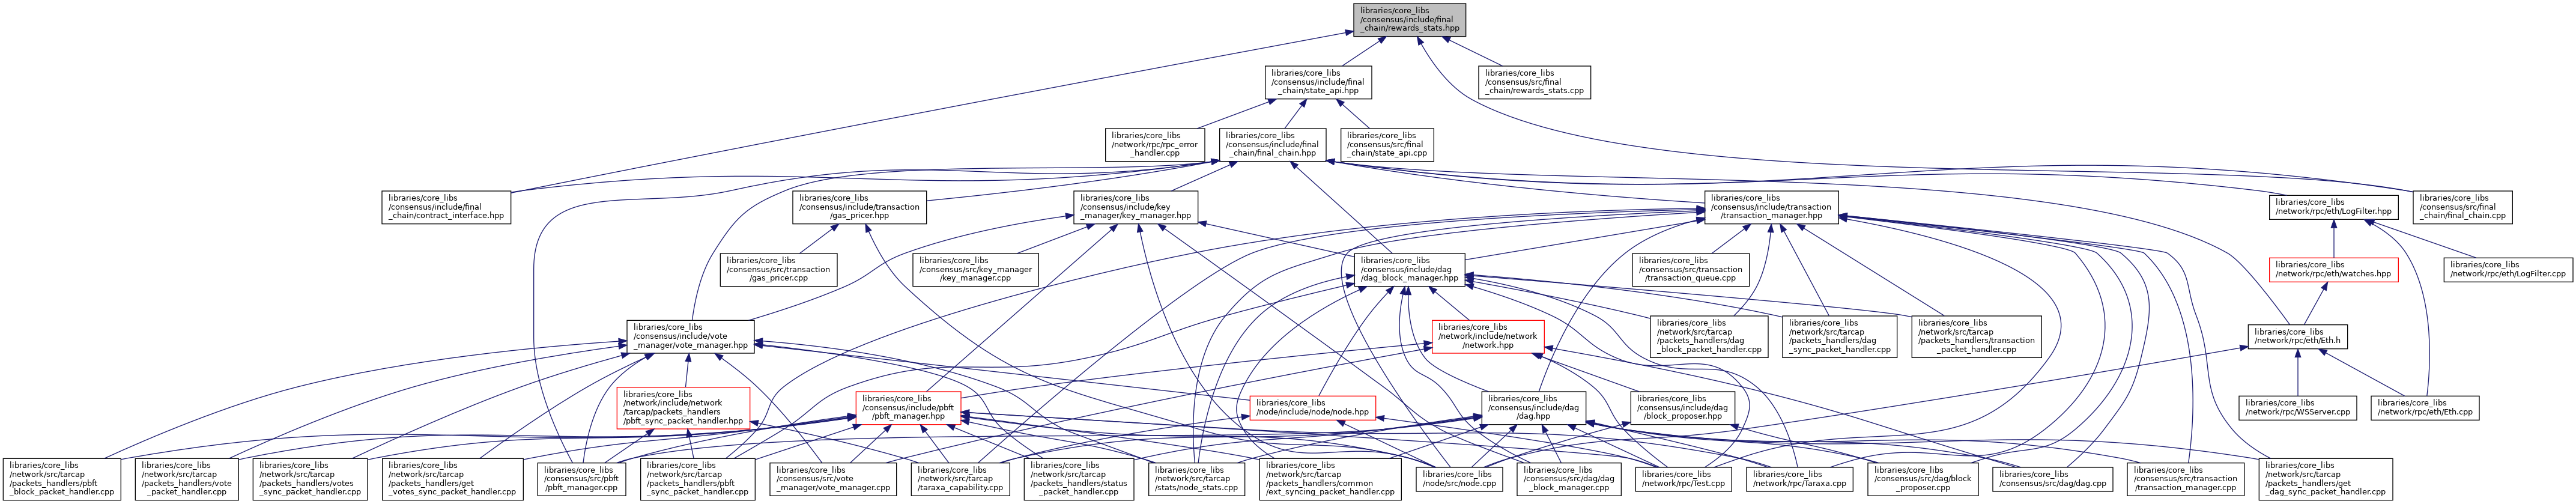 libraries/core_libs
/consensus/include/final
_chain/rewards_stats.hpp
libraries/core_libs
/consensus/include/final
_chain/state_api.hpp
libraries/core_libs
/consensus/src/final
_chain/rewards_stats.cpp
libraries/core_libs
/network/rpc/rpc_error
_handler.cpp
libraries/core_libs
/consensus/include/final
_chain/final_chain.hpp
libraries/core_libs
/consensus/src/final
_chain/state_api.cpp
libraries/core_libs
/consensus/include/final
_chain/contract_interface.hpp
libraries/core_libs
/consensus/include/transaction
/gas_pricer.hpp
libraries/core_libs
/consensus/include/key
_manager/key_manager.hpp
libraries/core_libs
/consensus/include/transaction
/transaction_manager.hpp
libraries/core_libs
/network/rpc/eth/LogFilter.hpp
libraries/core_libs
/consensus/src/final
_chain/final_chain.cpp
libraries/core_libs
/consensus/src/transaction
/gas_pricer.cpp
libraries/core_libs
/consensus/src/key_manager
/key_manager.cpp
libraries/core_libs
/consensus/include/dag
/dag_block_manager.hpp
libraries/core_libs
/consensus/src/transaction
/transaction_queue.cpp
libraries/core_libs
/network/rpc/eth/watches.hpp
libraries/core_libs
/network/rpc/eth/LogFilter.cpp
libraries/core_libs
/consensus/include/vote
_manager/vote_manager.hpp
libraries/core_libs
/network/include/network
/network.hpp
libraries/core_libs
/network/src/tarcap
/packets_handlers/dag
_block_packet_handler.cpp
libraries/core_libs
/network/src/tarcap
/packets_handlers/dag
_sync_packet_handler.cpp
libraries/core_libs
/network/src/tarcap
/packets_handlers/transaction
_packet_handler.cpp
libraries/core_libs
/network/rpc/eth/Eth.h
libraries/core_libs
/network/include/network
/tarcap/packets_handlers
/pbft_sync_packet_handler.hpp
libraries/core_libs
/consensus/include/pbft
/pbft_manager.hpp
libraries/core_libs
/node/include/node/node.hpp
libraries/core_libs
/consensus/include/dag
/dag.hpp
libraries/core_libs
/consensus/include/dag
/block_proposer.hpp
libraries/core_libs
/network/rpc/WSServer.cpp
libraries/core_libs
/network/rpc/eth/Eth.cpp
libraries/core_libs
/network/src/tarcap
/packets_handlers/pbft
_block_packet_handler.cpp
libraries/core_libs
/network/src/tarcap
/packets_handlers/vote
_packet_handler.cpp
libraries/core_libs
/network/src/tarcap
/packets_handlers/votes
_sync_packet_handler.cpp
libraries/core_libs
/network/src/tarcap
/packets_handlers/get
_votes_sync_packet_handler.cpp
libraries/core_libs
/consensus/src/pbft
/pbft_manager.cpp
libraries/core_libs
/network/src/tarcap
/packets_handlers/pbft
_sync_packet_handler.cpp
libraries/core_libs
/consensus/src/vote
_manager/vote_manager.cpp
libraries/core_libs
/network/src/tarcap
/taraxa_capability.cpp
libraries/core_libs
/network/src/tarcap
/packets_handlers/status
_packet_handler.cpp
libraries/core_libs
/network/src/tarcap
/stats/node_stats.cpp
libraries/core_libs
/network/src/tarcap
/packets_handlers/common
/ext_syncing_packet_handler.cpp
libraries/core_libs
/node/src/node.cpp
libraries/core_libs
/consensus/src/dag/dag
_block_manager.cpp
libraries/core_libs
/network/rpc/Test.cpp
libraries/core_libs
/network/rpc/Taraxa.cpp
libraries/core_libs
/consensus/src/dag/block
_proposer.cpp
libraries/core_libs
/consensus/src/dag/dag.cpp
libraries/core_libs
/consensus/src/transaction
/transaction_manager.cpp
libraries/core_libs
/network/src/tarcap
/packets_handlers/get
_dag_sync_packet_handler.cpp